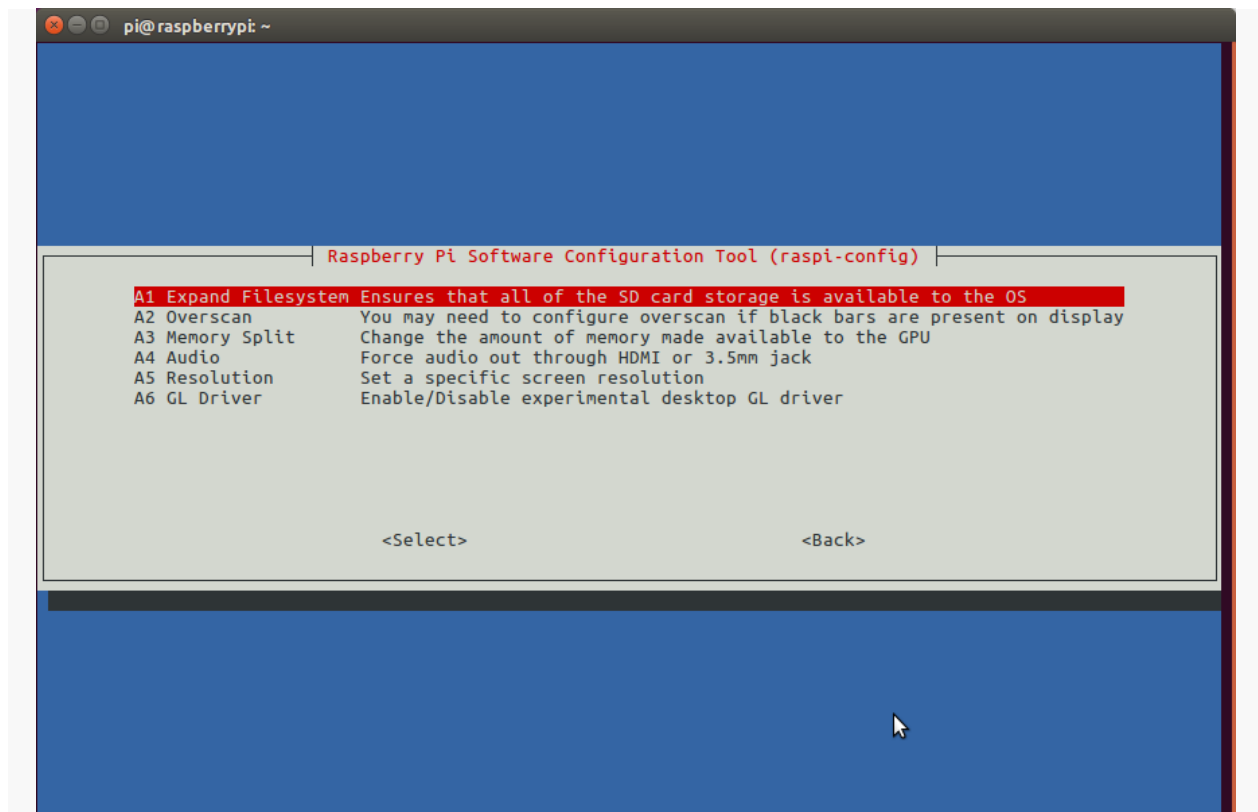 pi@raspberrypi: ~
Raspberry Pi Software Configuration Tool (raspi-config)
A1 Expand Filesystem Ensures that all of the SD card storage is available to the OS
A2 Overscan You may need to configure overscan if black bars are present on display
A3 Memory Split Change the amount of memory made available to the GPU
A4 Audio Force audio out through HDMI or 3.5mm jack
A5 Resolution Set a specific screen resolution
A6 GL Driver Enable/Disable experimental desktop GL driver
<Select> <Back>